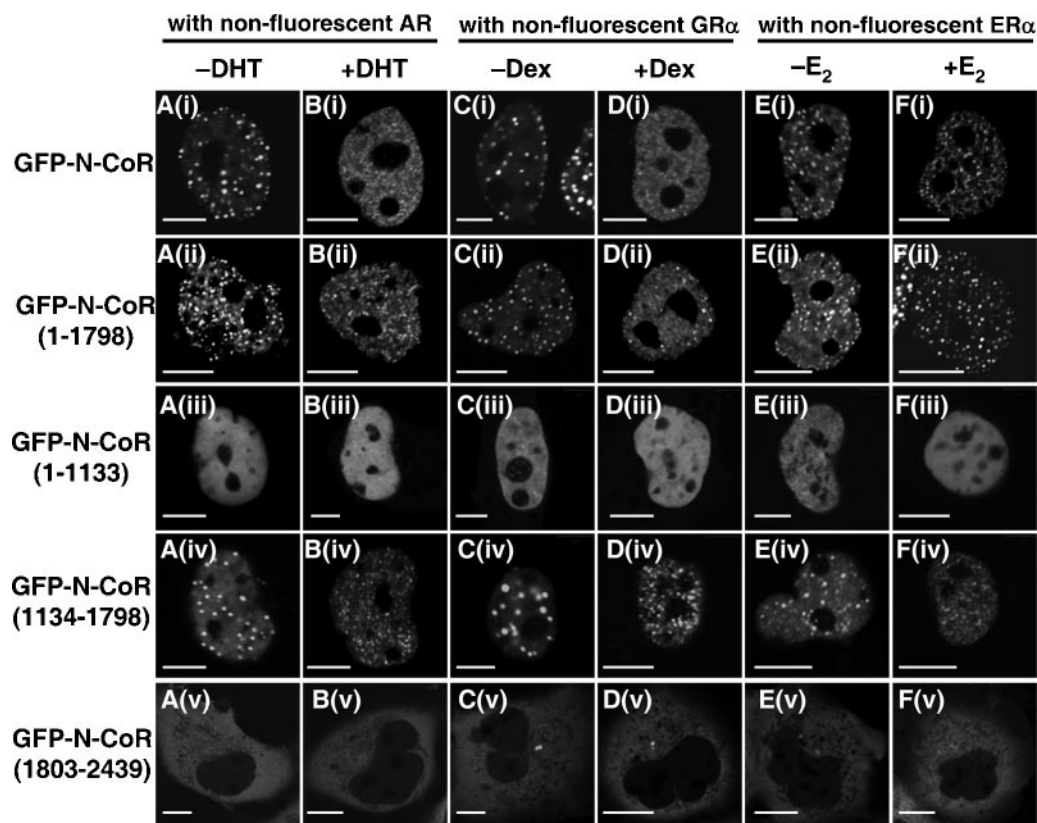 with non-fluorescent AR with non-fluorescent GRα with non-fluorescent ERα
–DHT +DHT –Dex +Dex –E₂ +E₂
A(i) B(i) C(i) D(i) E(i) F(i)
GFP-N-CoR
A(ii) B(ii) C(ii) D(ii) E(ii) F(ii)
GFP-N-CoR
(1-1798)
A(iii) B(iii) C(iii) D(iii) E(iii) F(iii)
GFP-N-CoR
(1-1133)
A(iv) B(iv) C(iv) D(iv) E(iv) F(iv)
GFP-N-CoR
(1134-1798)
A(v) B(v) C(v) D(v) E(v) F(v)
GFP-N-CoR
(1803-2439)